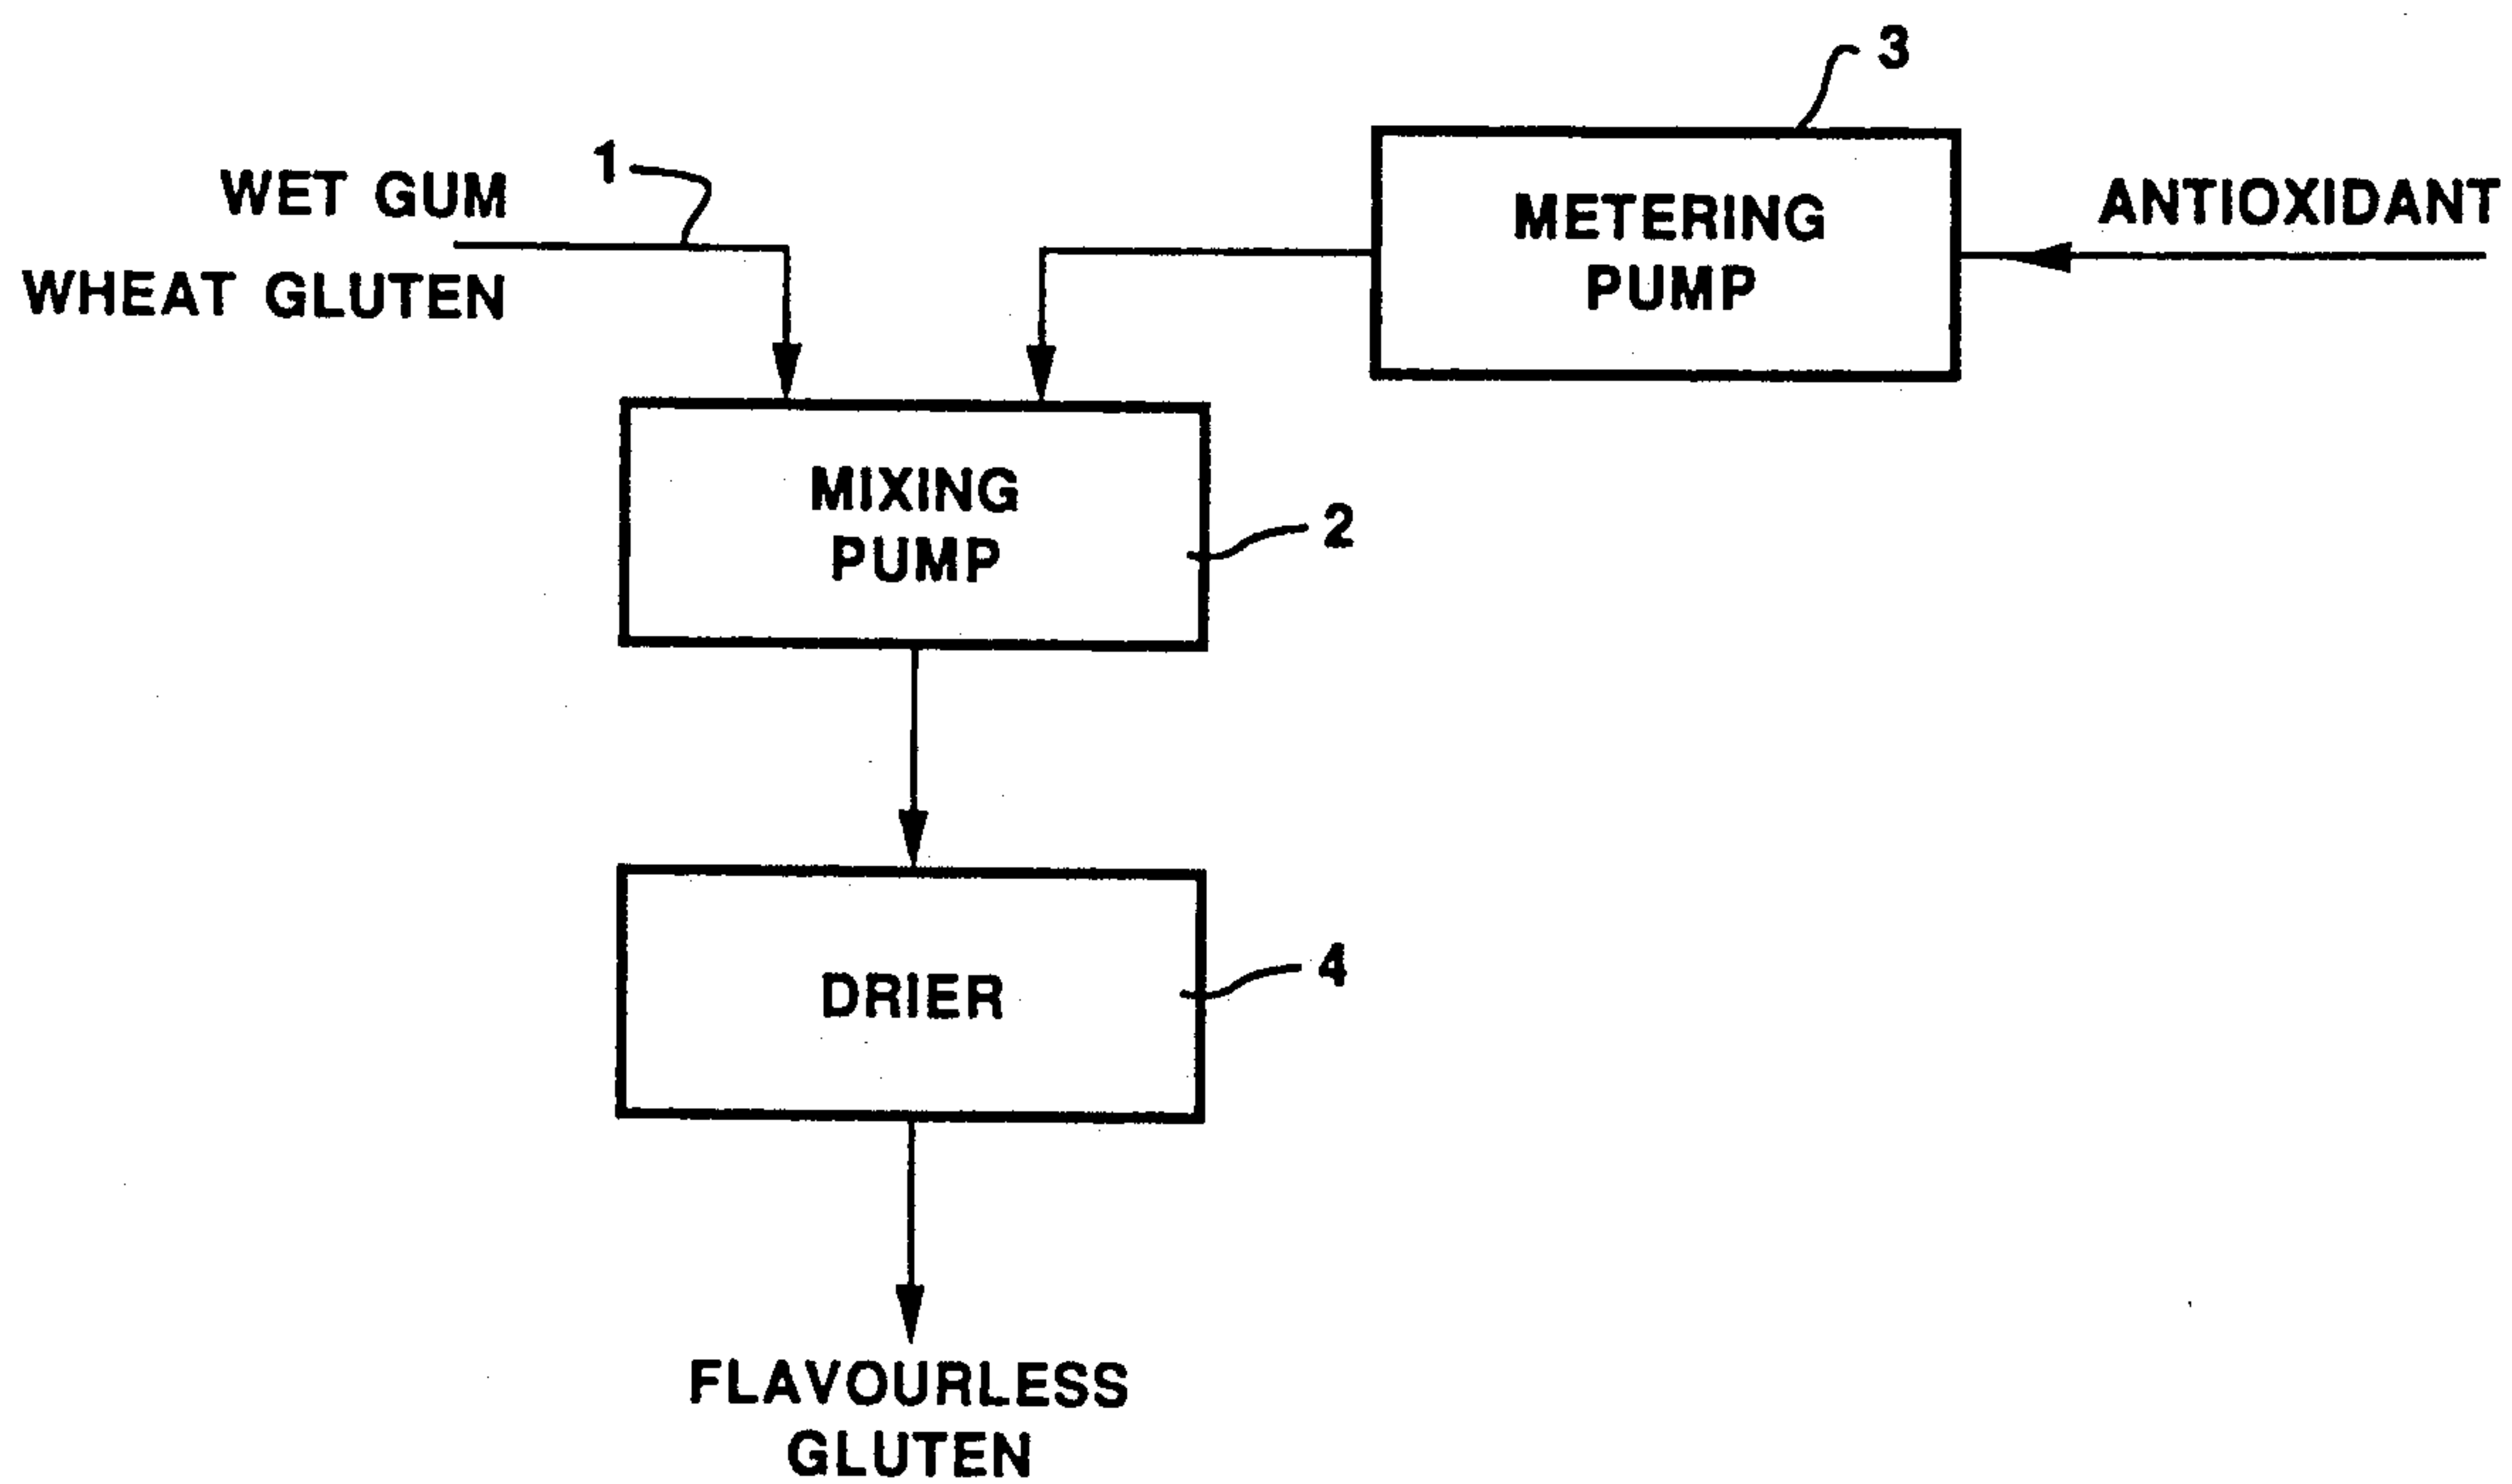 3
1
WET GUM
WHEAT GLUTEN
METERING
PUMP
ANTIOXIDANT
MIXING
PUMP
2
DRIER
4
FLAVOURLESS
GLUTEN